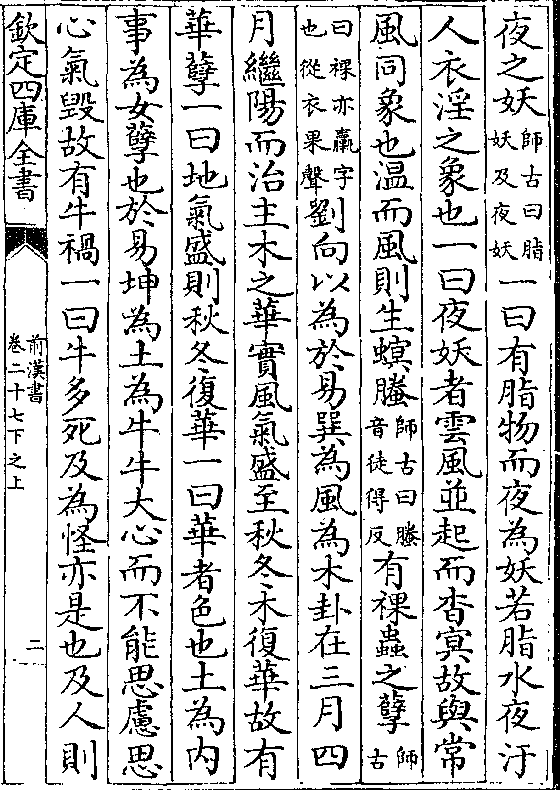 夜之妖師古曰脂妖及夜妖一曰有脂物而夜為妖若脂水夜汙
人衣淫之象也一曰夜妖者雲風並起而杳冥故與常
風同象也温而風則生螟螣師古曰螣音徒得反有裸蟲之孽師古
曰裸亦蠃字也從衣果聲劉向以為於易巽為風為木卦在三月四
月繼陽而治主木之華實風氣盛至秋冬木復華故有
華孽一曰地氣盛則秋冬復華一曰華者色也土為内
事為女孽也於易坤為土為牛牛大心而不能思慮思
心氣毀故有牛禍一曰牛多死及為怪亦是也及人則
欽定四庫全書
前漢書
卷二十七下之上
二